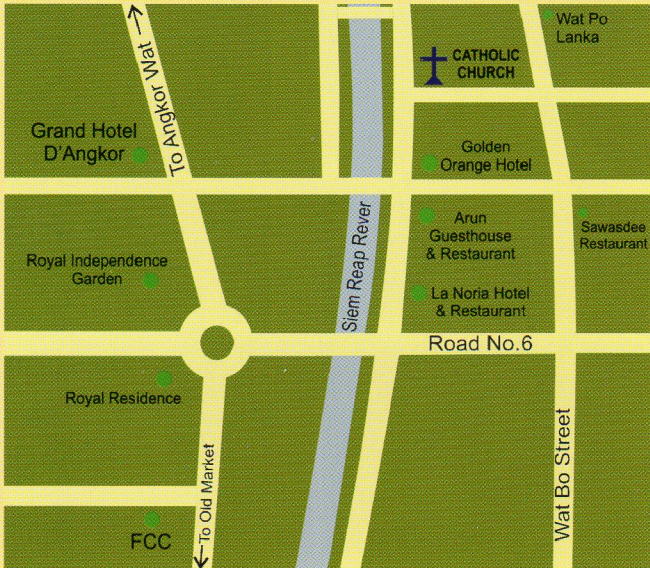 Wat Po
Lanka
CATHOLIC
CHURCH
To Angkor Wat
Grand Hotel
D'Angkor
Golden
Orange Hotel
Arun
Guesthouse
& Restaurant
Sawasdee
Restaurant
Siem Reap Rever
Royal Independence
Garden
La Noria Hotel
& Restaurant
Road No.6
Royal Residence
To Old Market
Wat Bo Street
FCC